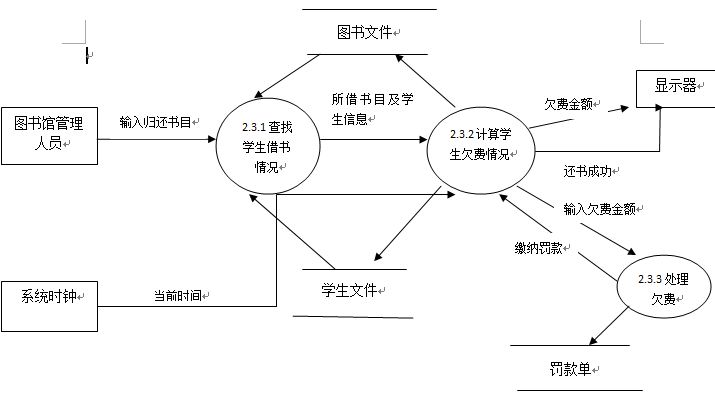 图书文件
显示器
图书馆管理
人员
输入归还书目
2.3.1查找
学生借书
情况
所借书目及学
生信息
2.3.2计算学
生欠费情况
欠费金额
还书成功
输入欠费金额
缴纳罚款
2.3.3处理
欠费
系统时钟
当前时间
学生文件
罚款单